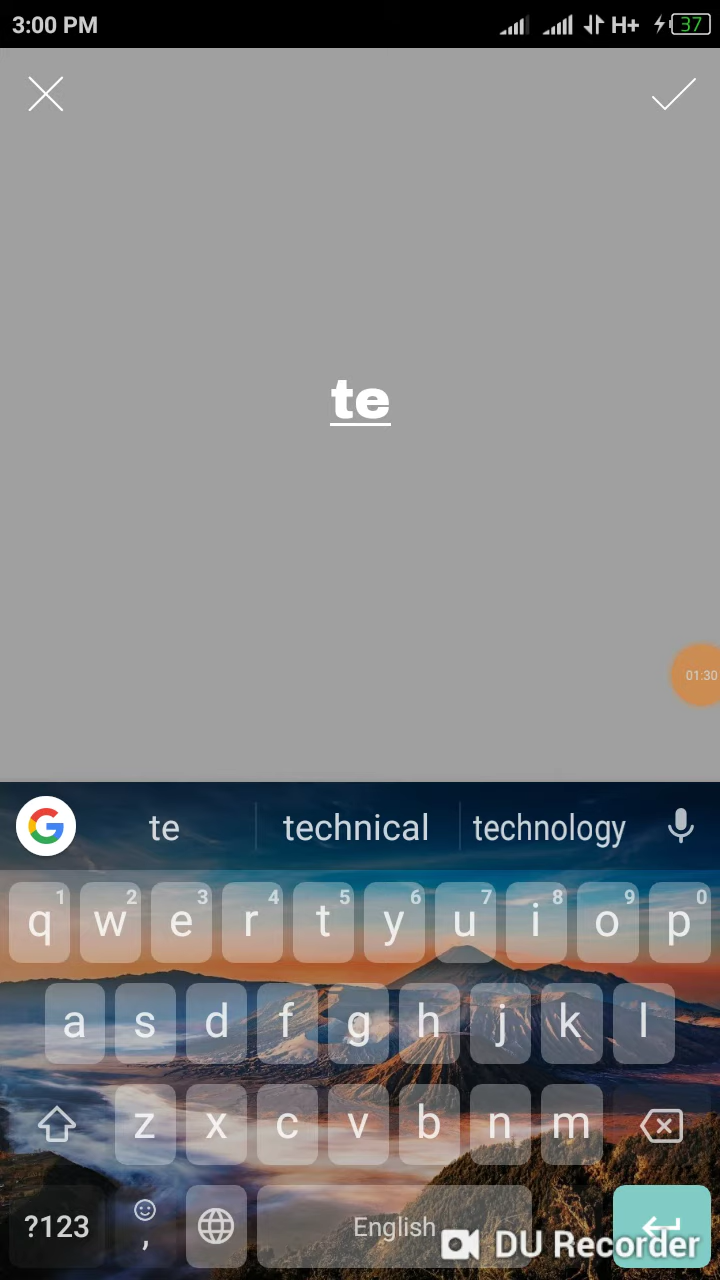 3:00 PM H+ 37
te
01:30
te technical technology
1 2 3 4 5 6 7 8 9 0
q w e r t y u i o p
a s d f g h j k l
z x c v b n m
?123 , English
DU Recorder